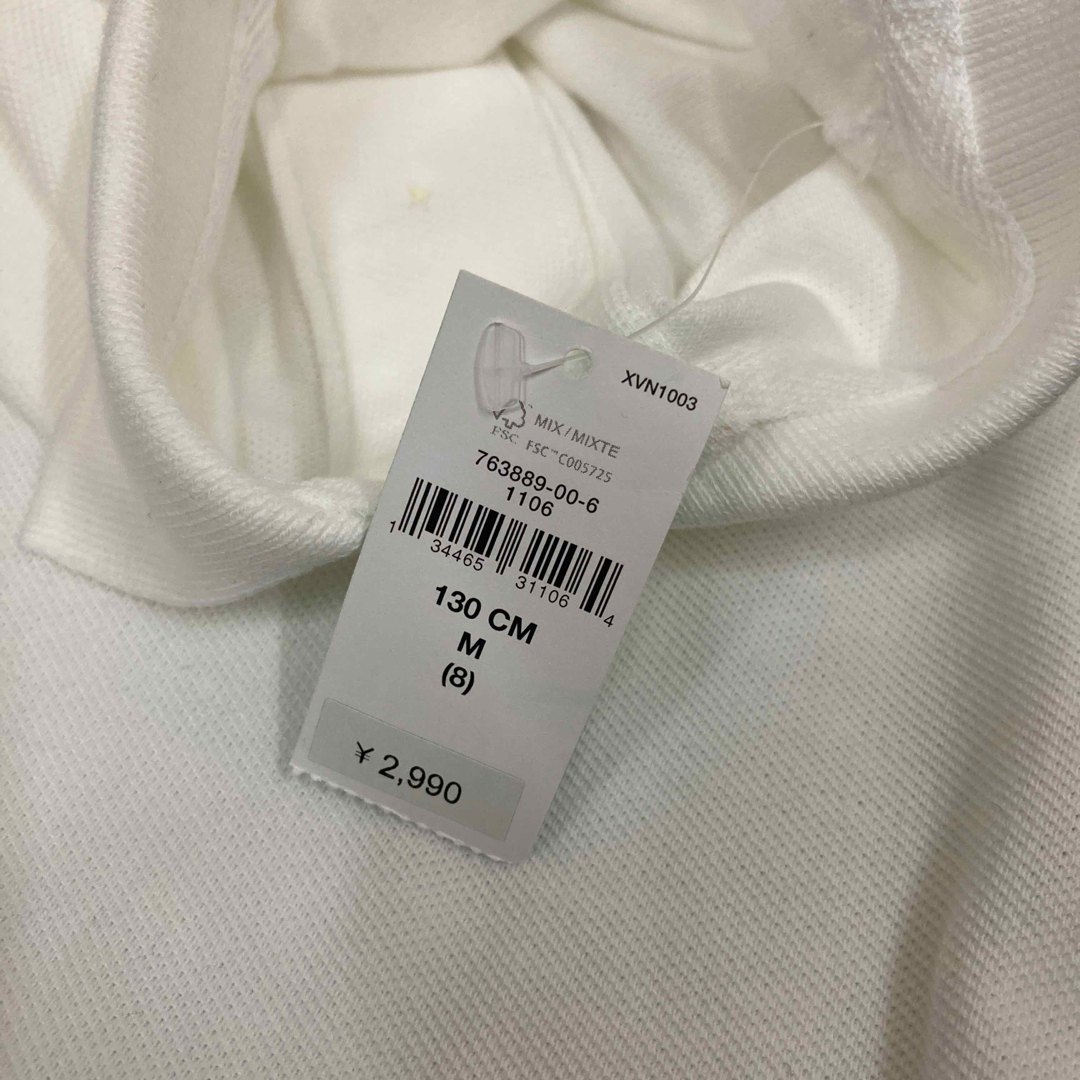 XVN1003
MIX / MIXTE
FSC FSC™ C005725
763889-00-6
1106
1 34465 31106 4
130 CM
M
(8)
¥ 2,990